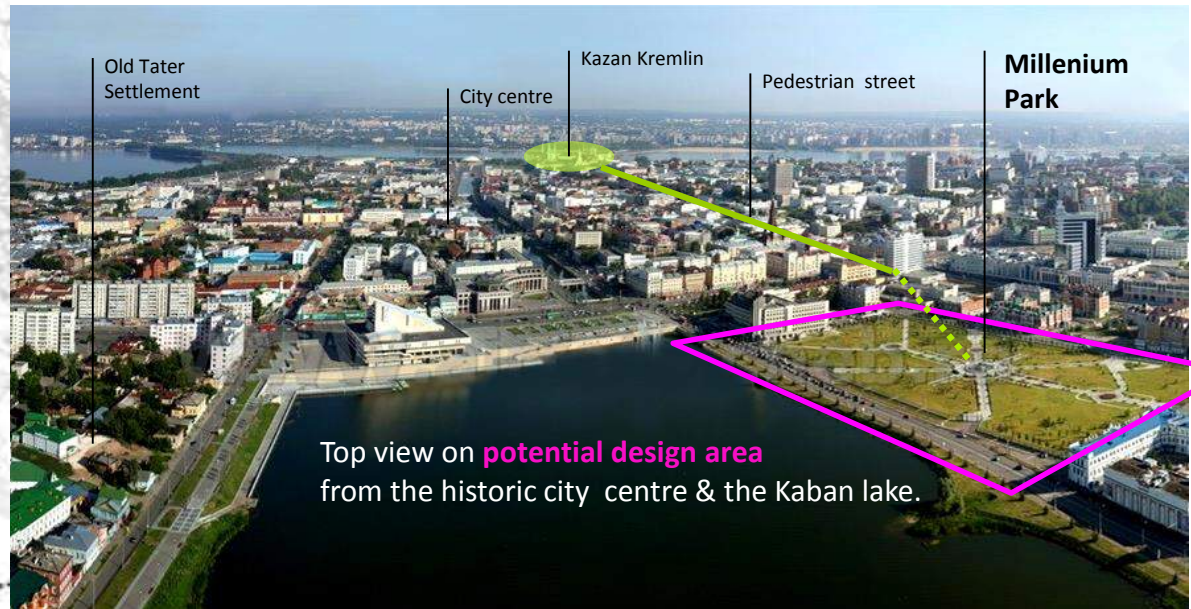 Old Tater
Settlement
City centre
Kazan Kremlin
Pedestrian street
Millenium
Park
Top view on potential design area
from the historic city centre & the Kaban lake.